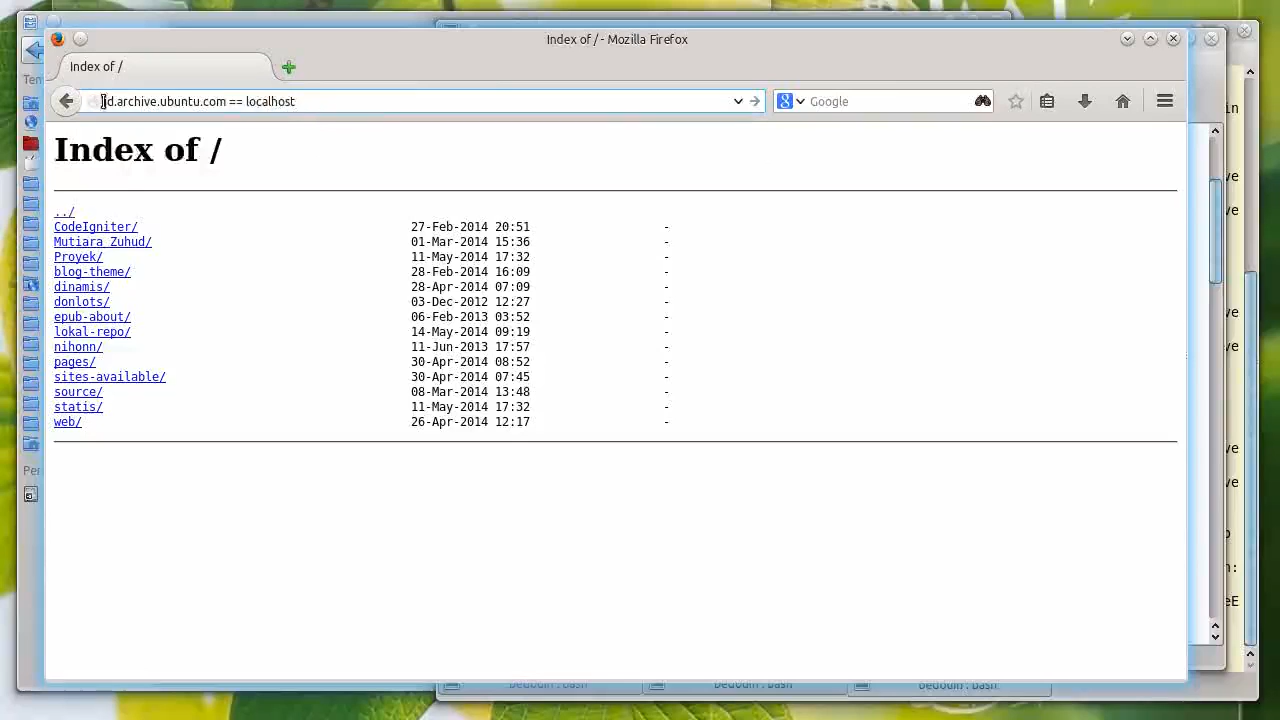 Index of / - Mozilla Firefox
Index of /
id.archive.ubuntu.com == localhost
Google
Index of /
../
CodeIgniter/ 27-Feb-2014 20:51 -
Mutiara Zuhud/ 01-Mar-2014 15:36 -
Proyek/ 11-May-2014 17:32 -
blog-theme/ 28-Feb-2014 16:09 -
dinamis/ 28-Apr-2014 07:09 -
donlots/ 03-Dec-2012 12:27 -
epub-about/ 06-Feb-2013 03:52 -
lokal-repo/ 14-May-2014 09:19 -
nihonn/ 11-Jun-2013 17:57 -
pages/ 30-Apr-2014 08:52 -
sites-available/ 30-Apr-2014 07:45 -
source/ 08-Mar-2014 13:48 -
statis/ 11-May-2014 17:32 -
web/ 26-Apr-2014 12:17 -